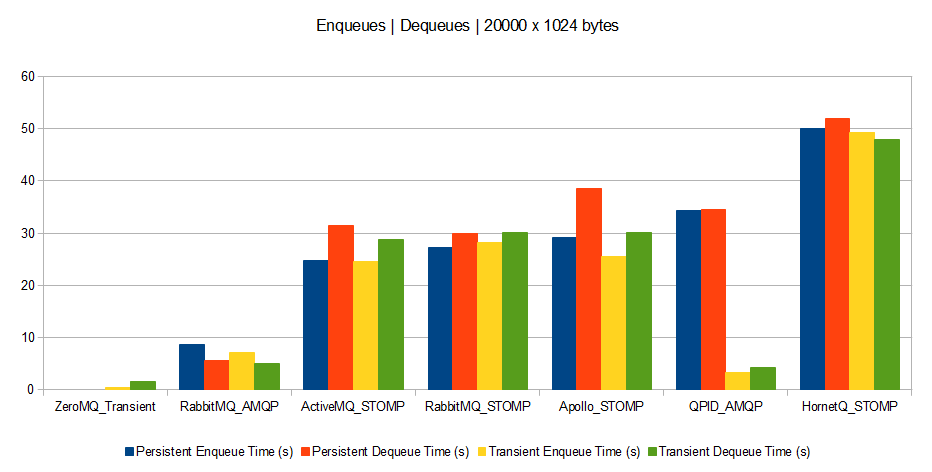 Enqueues | Dequeues | 20000 x 1024 bytes
60
50
40
30
20
10
0
ZeroMQ_Transient RabbitMQ_AMQP ActiveMQ_STOMP RabbitMQ_STOMP Apollo_STOMP QPID_AMQP HornetQ_STOMP
Persistent Enqueue Time (s) Persistent Dequeue Time (s) Transient Enqueue Time (s) Transient Dequeue Time (s)